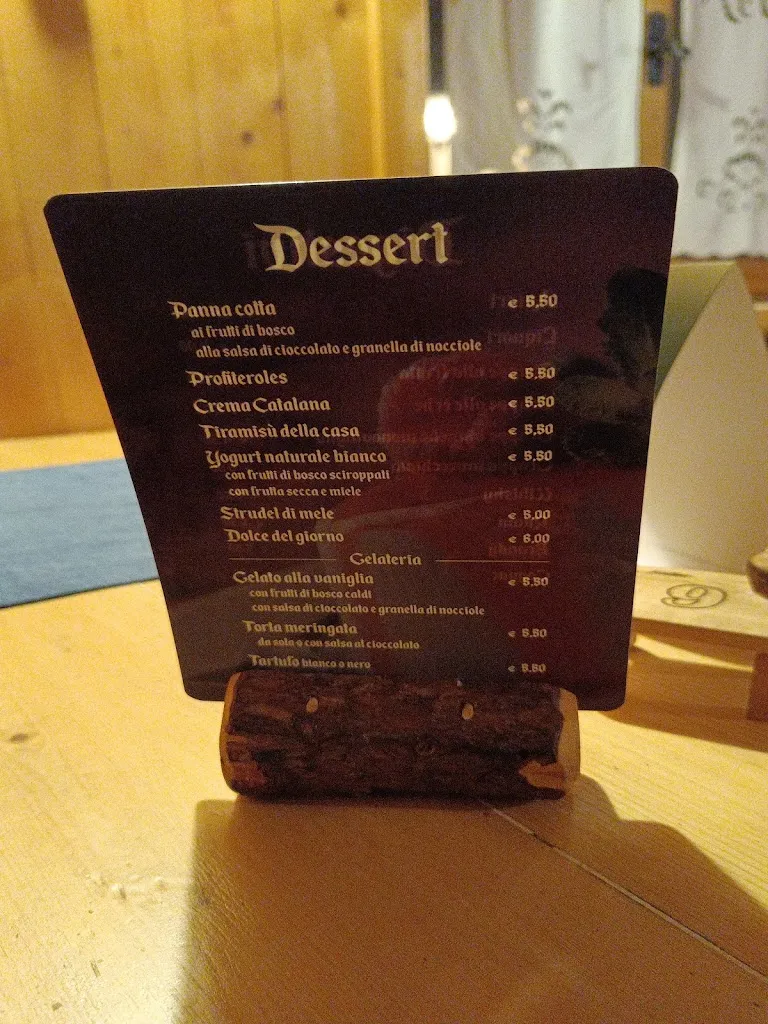 Dessert
Panna cotta € 5,50
ai frutti di bosco
alla salsa di cioccolato e granella di nocciole
Profiteroles € 5.50
Crema Catalana € 5,50
Tiramisù della casa € 5,50
Yogurt naturale bianco € 5,50
con frutti di bosco sciroppati
con frutta secca e miele
Strudel di mele € 5,00
Dolce del giorno € 6,00
Gelateria
Gelato alla vaniglia € 5,50
con frutti di bosco caldi
con salsa di cioccolato e granella di nocciole
Torta meringata € 5,50
da sola o con salsa al cioccolato
Tartufo bianco o nero € 5,50